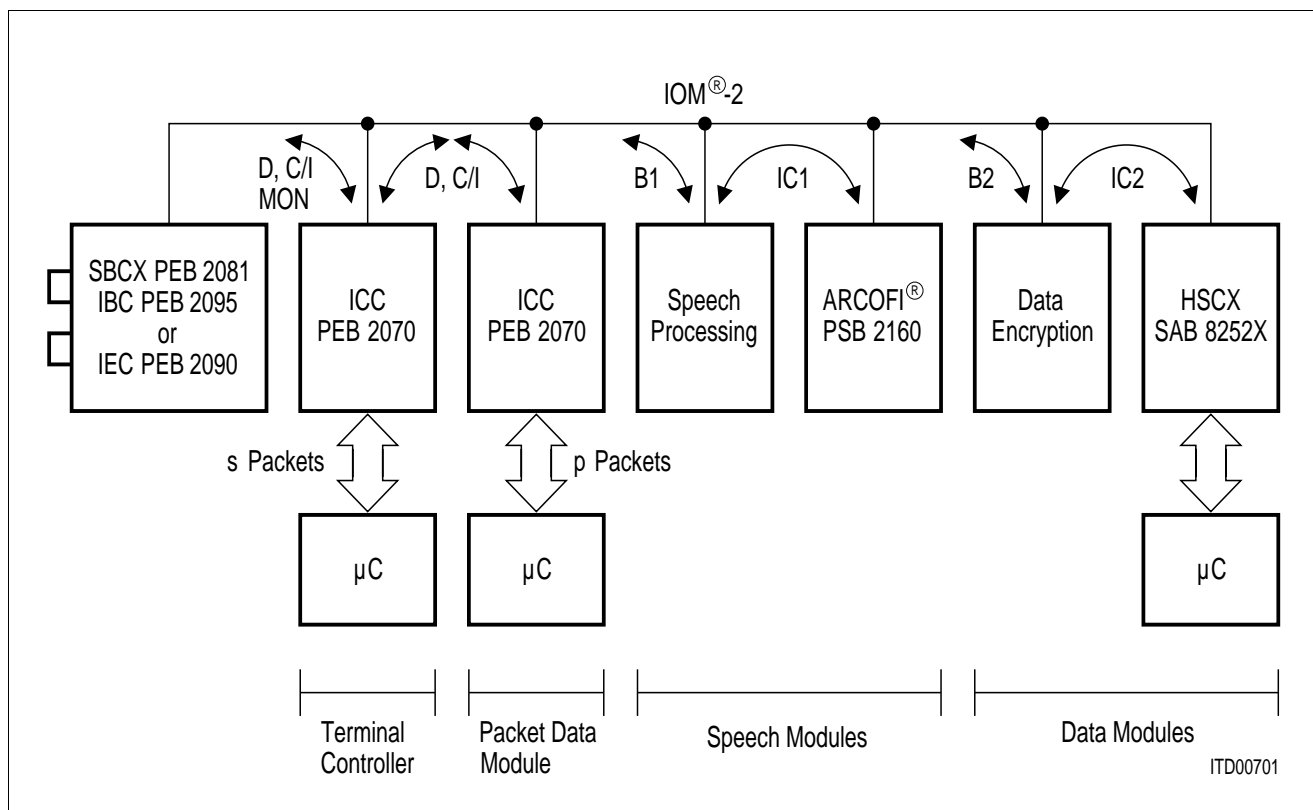 IOM®-2
D, C/I
MON
D, C/I
B1
IC1
B2
IC2
SBCX PEB 2081
IBC PEB 2095
or
IEC PEB 2090
ICC
PEB 2070
ICC
PEB 2070
Speech
Processing
ARCOFI®
PSB 2160
Data
Encryption
HSCX
SAB 8252X
s Packets
p Packets
µC
µC
µC
Terminal
Controller
Packet Data
Module
Speech Modules
Data Modules
ITD00701